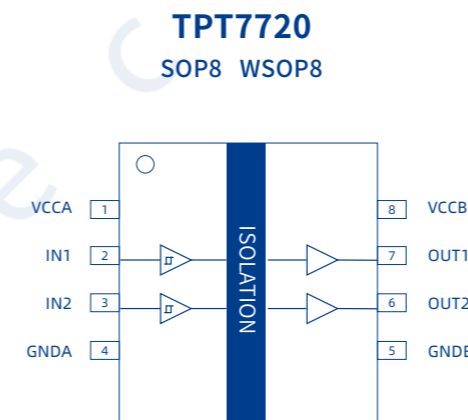 TPT7720
SOP8 WSOP8
VCCA 1 8 VCCB
IN1 2 7 OUT1
IN2 3 6 OUT2
GNDA 4 5 GNDB
ISOLATION